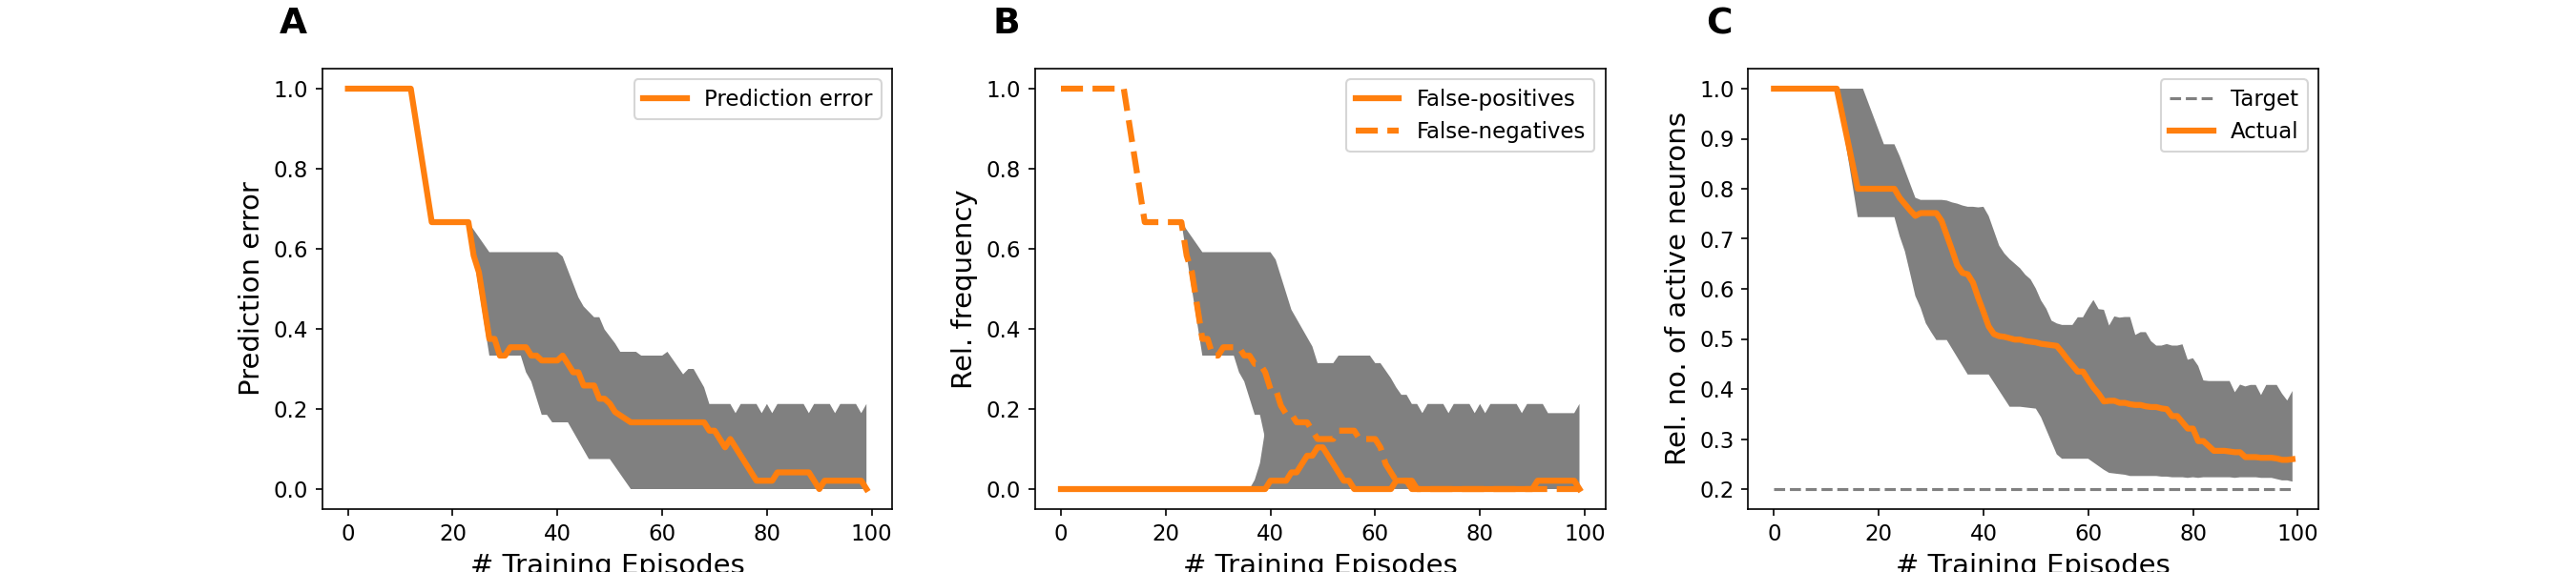 A
B
C
Prediction error
1.0
0.8
0.6
0.4
0.2
0.0
0
20
40
60
80
100
# Training Episodes
Prediction error
Rel. frequency
1.0
0.8
0.6
0.4
0.2
0.0
0
20
40
60
80
100
# Training Episodes
False-positives
False-negatives
Rel. no. of active neurons
1.0
0.9
0.8
0.7
0.6
0.5
0.4
0.3
0.2
0
20
40
60
80
100
# Training Episodes
Target
Actual